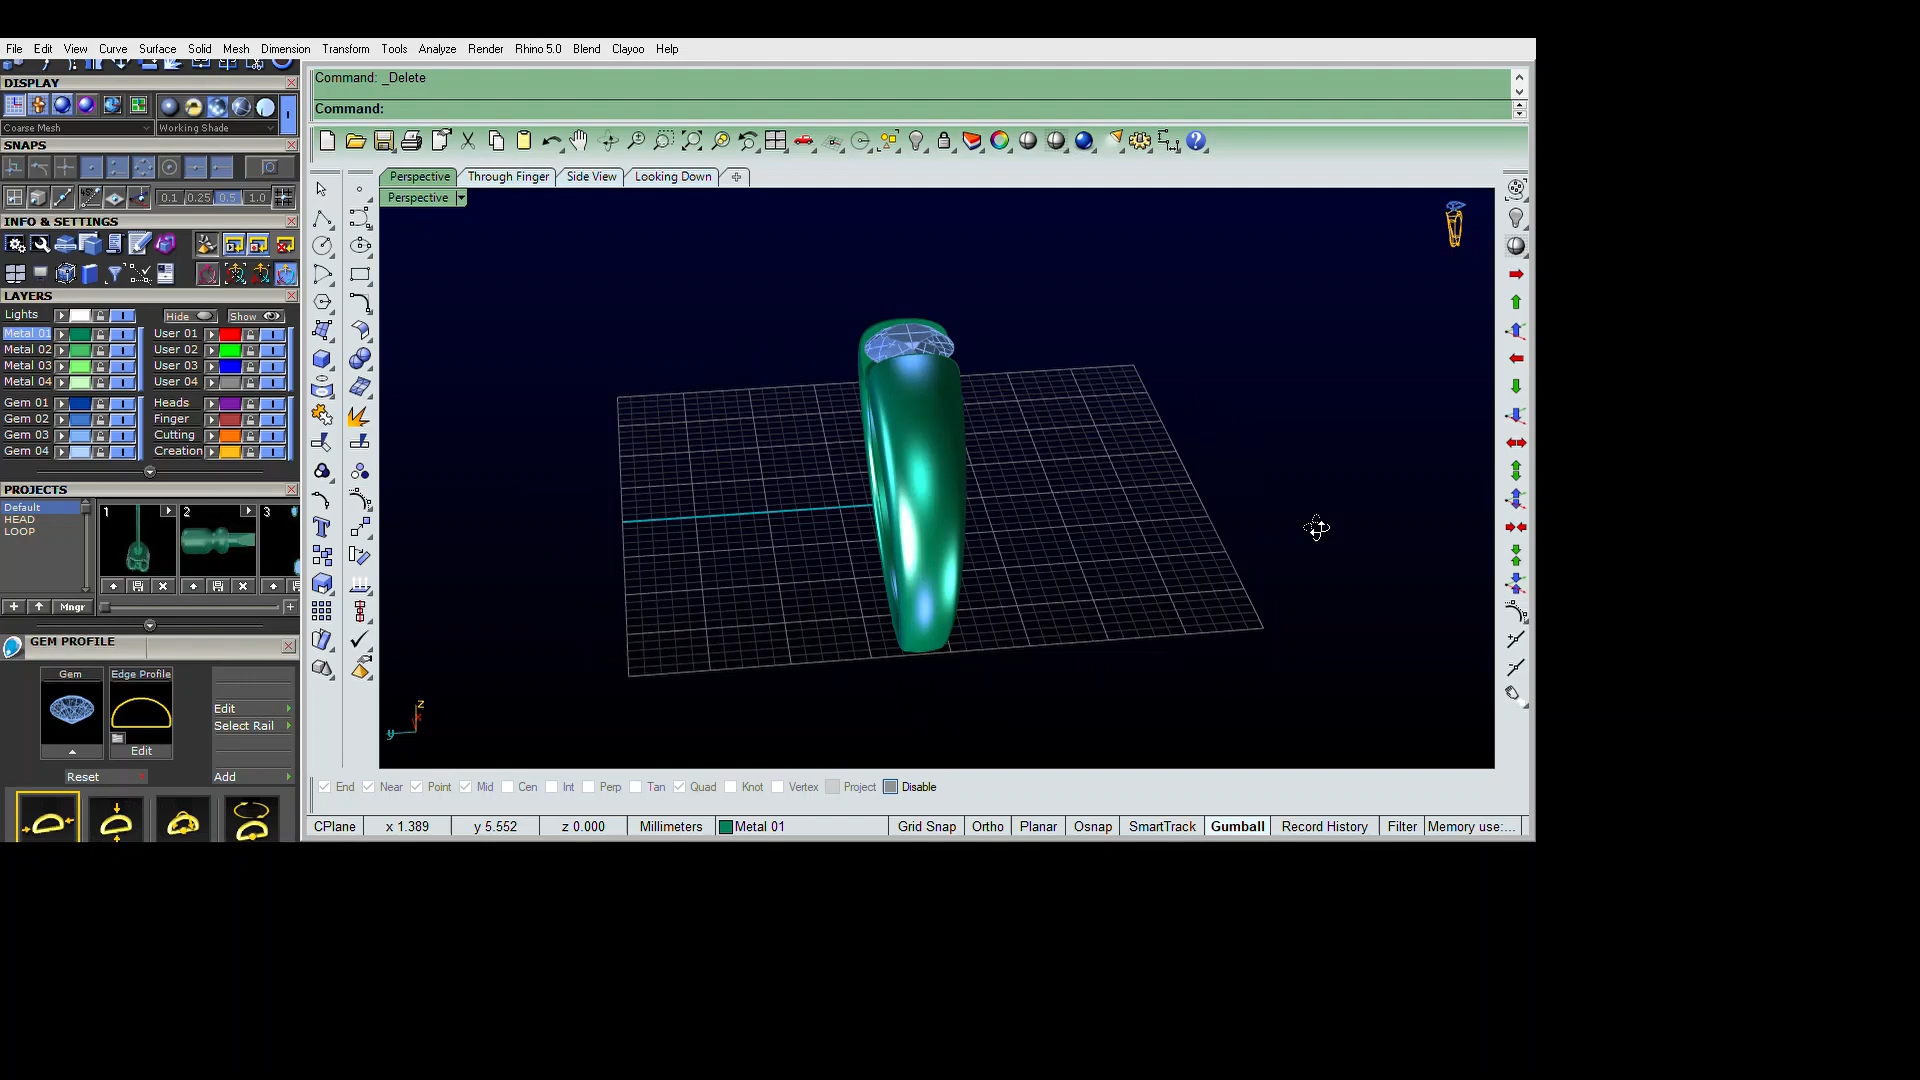 File Edit View Curve Surface Solid Mesh Dimension Transform Tools Analyze Render Rhino 5.0 Blend Clayoo Help
Command: _Delete
Command:
DISPLAY
Coarse Mesh Working Shade
SNAPS
0.1 0.25 0.5 1.0
INFO & SETTINGS
LAYERS
Lights Hide Show
Metal 01 User 01
Metal 02 User 02
Metal 03 User 03
Metal 04 User 04
Gem 01 Heads
Gem 02 Finger
Gem 03 Cutting
Gem 04 Creation
PROJECTS
Default
HEAD
LOOP
1 2 3
Mngr
GEM PROFILE
Gem Edge Profile
Edit
Select Rail
Edit
Reset Add
Perspective Through Finger Side View Looking Down
Perspective
z
x
y
End Near Point Mid Cen Int Perp Tan Quad Knot Vertex Project Disable
CPlane x 1.389 y 5.552 z 0.000 Millimeters Metal 01 Grid Snap Ortho Planar Osnap SmartTrack Gumball Record History Filter Memory use:...